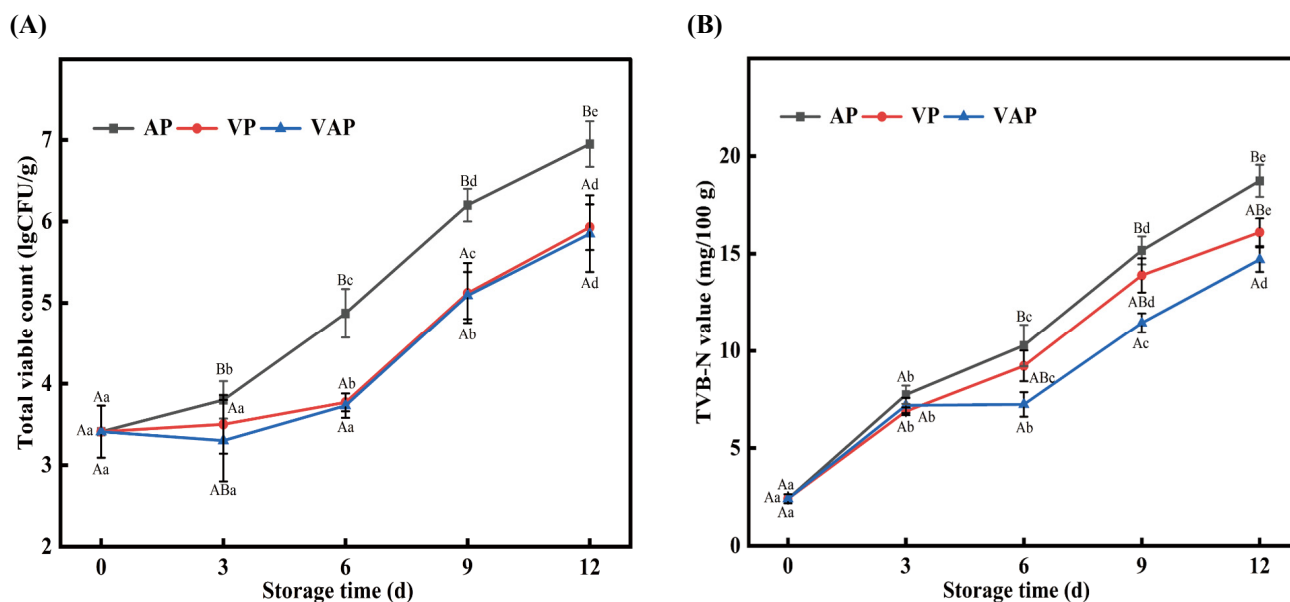 (A)
Total viable count (lgCFU/g)
AP VP VAP
7
6
5
4
3
2
Aa
Aa
Aa
Bb
Aa
ABa
Bc
Ab
Aa
Bd
Ac
Ab
Be
Ad
Ad
0 3 6 9 12
Storage time (d)
(B)
TVB-N value (mg/100 g)
AP VP VAP
20
15
10
5
0
Aa
Aa
Aa
Ab
Ab
Ab
Bc
ABc
Ab
Bd
ABd
Ac
Be
ABe
Ad
0 3 6 9 12
Storage time (d)